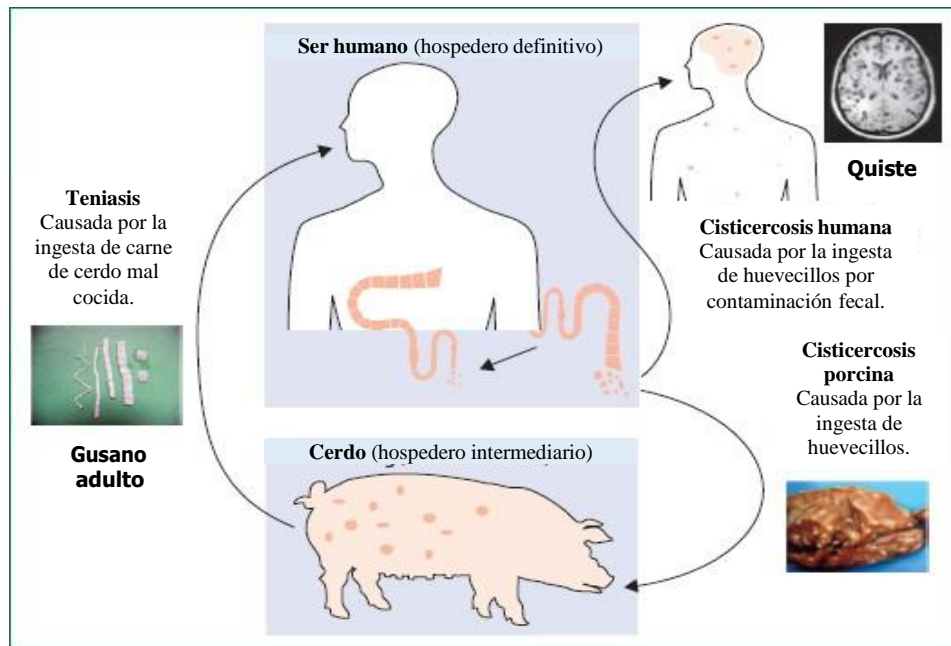 Ser humano (hospedero definitivo)
Teniasis
Causada por la
ingesta de carne
de cerdo mal
cocida.
Gusano
adulto
Quiste
Cisticercosis humana
Causada por la ingesta
de huevecillos por
contaminación fecal.
Cisticercosis
porcina
Causada por la
ingesta de
huevecillos.
Cerdo (hospedero intermediario)